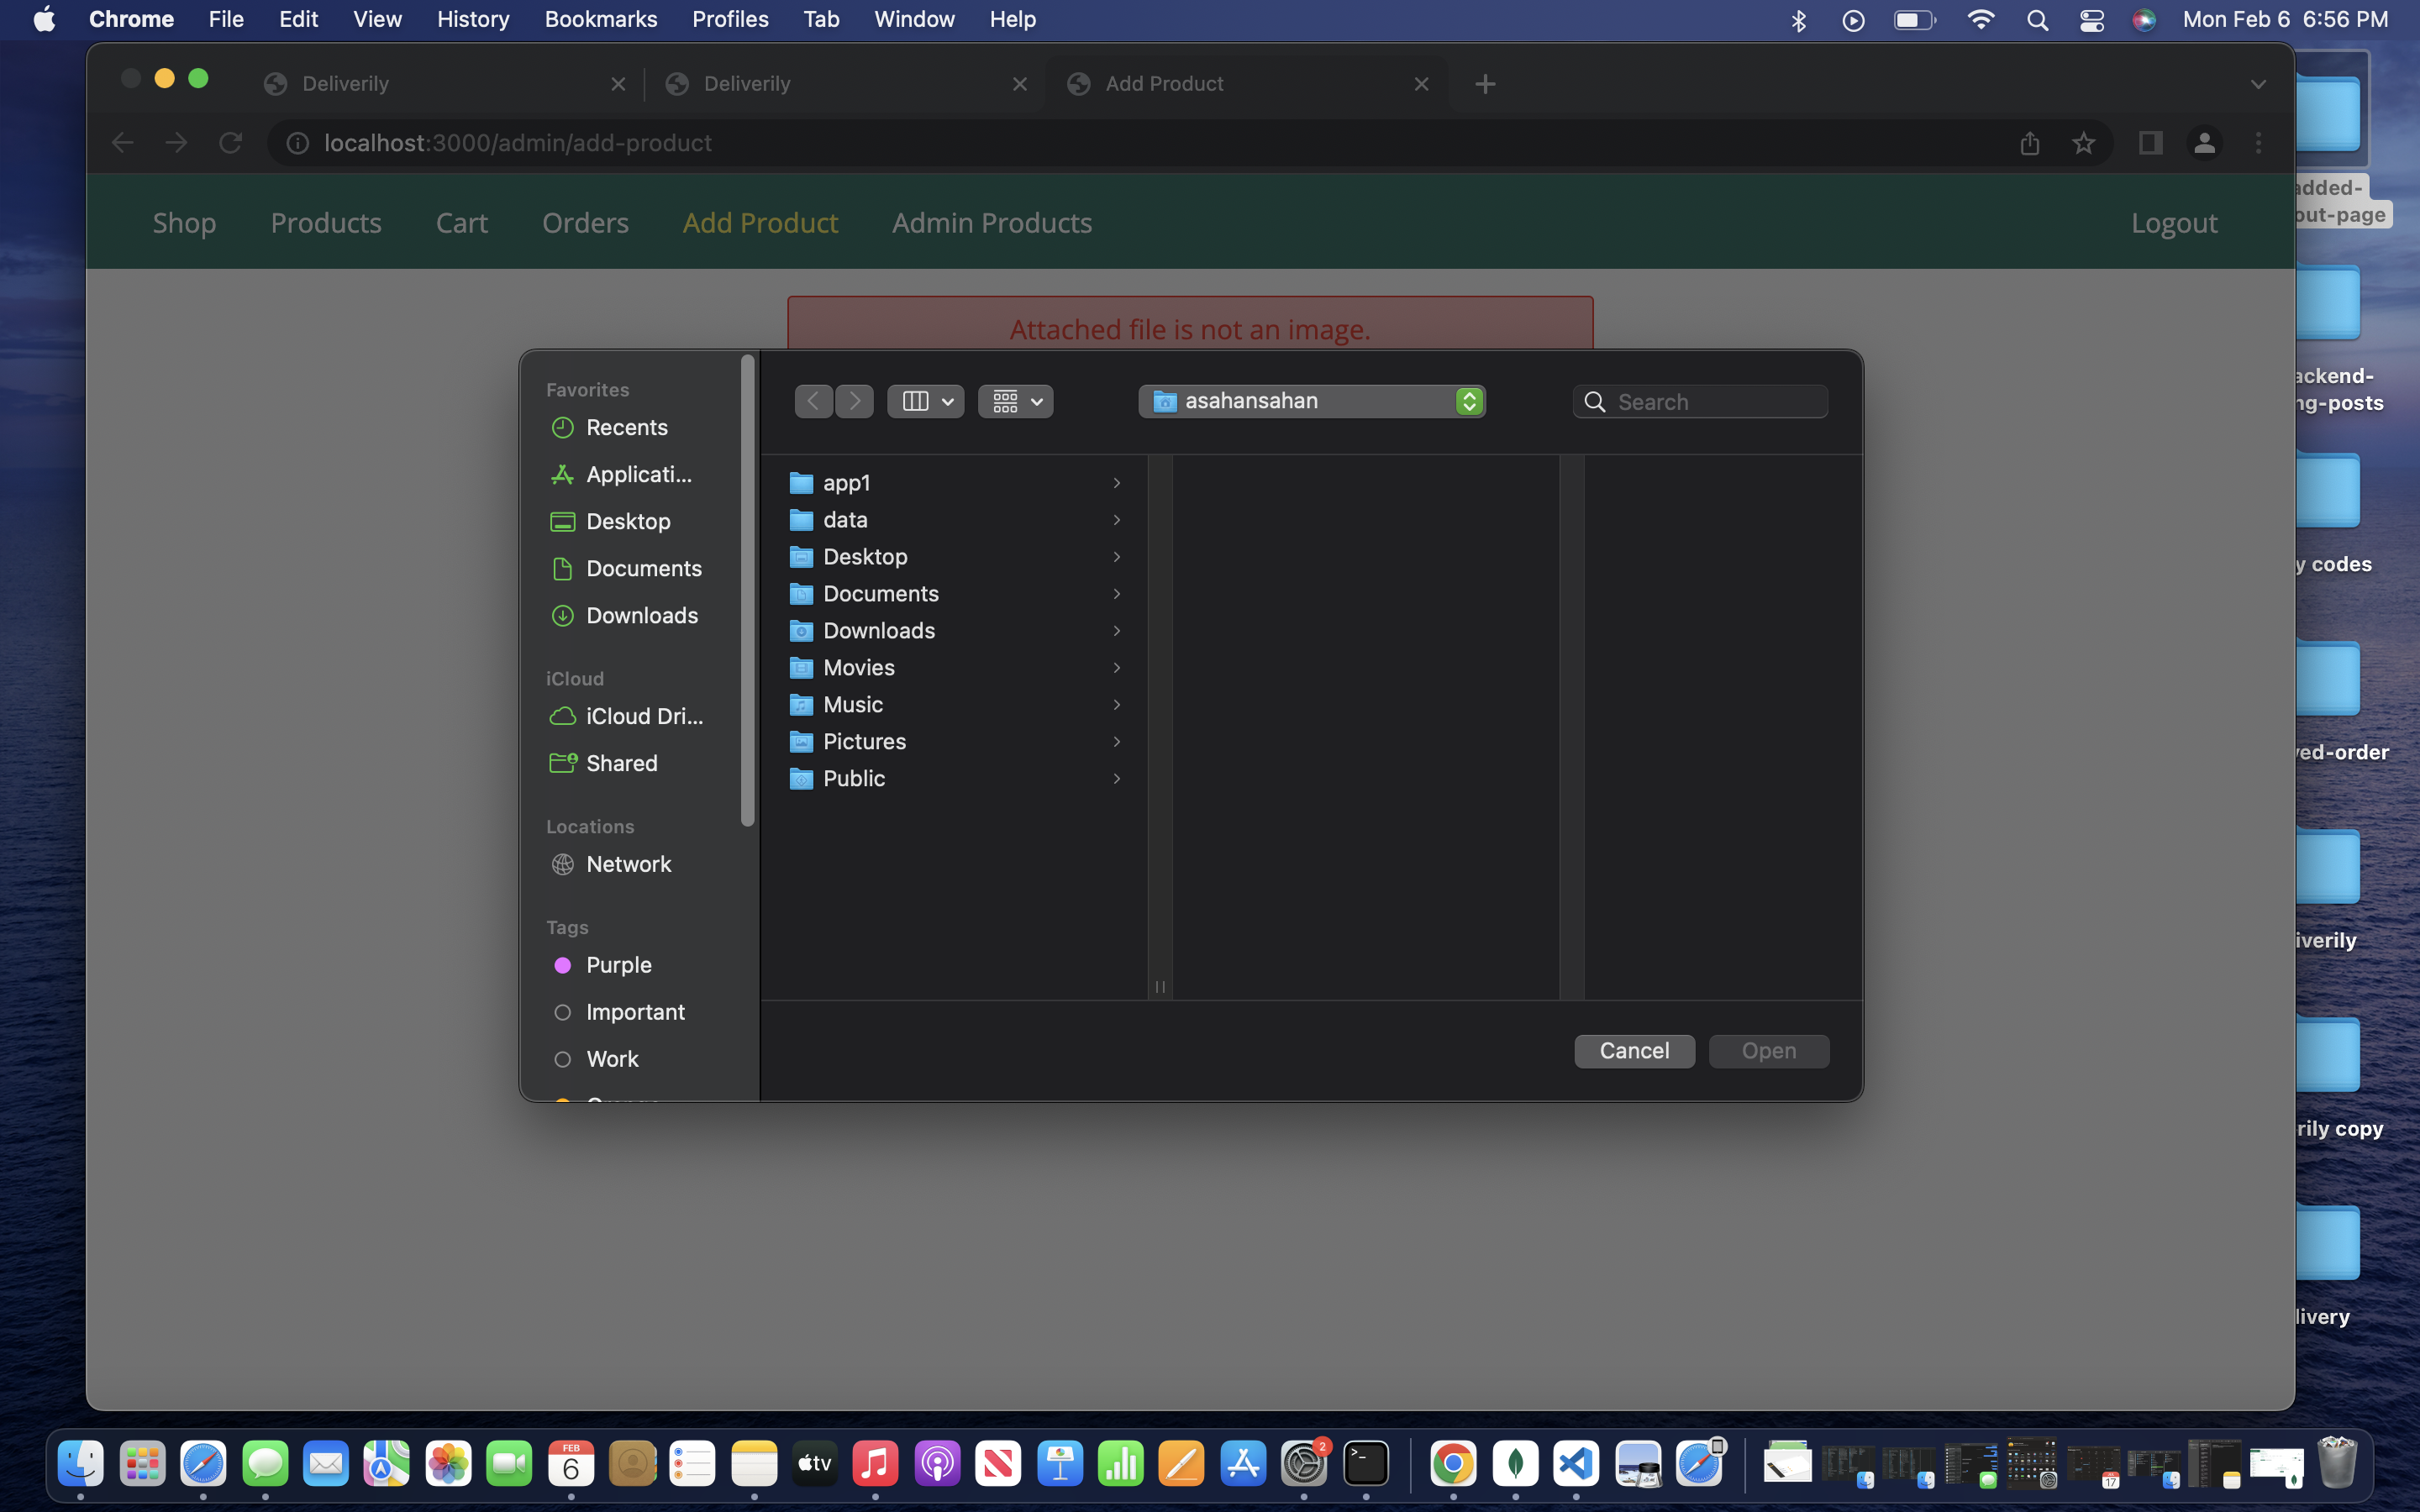 Chrome File Edit View History Bookmarks Profiles Tab Window Help Mon Feb 6 6:56 PM
Deliverily Deliverily Add Product
localhost:3000/admin/add-product
Shop Products Cart Orders Add Product Admin Products Logout
Attached file is not an image.
asahansahan
Search
Favorites
Recents
Applicati...
Desktop
Documents
Downloads
iCloud
iCloud Dri...
Shared
Locations
Network
Tags
Purple
Important
Work
app1
data
Desktop
Documents
Downloads
Movies
Music
Pictures
Public
Cancel Open
added-
out-page
ackend-
ng-posts
y codes
ved-order
iverily
rily copy
livery
FEB
6
tv
2
17